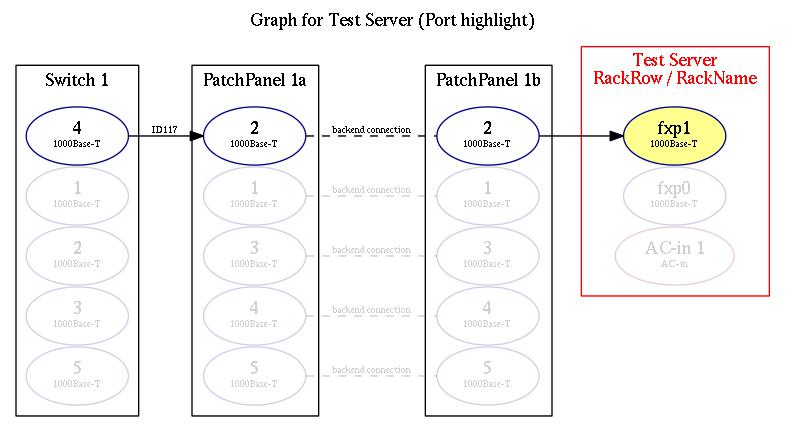 Graph for Test Server (Port highlight)
Switch 1
4
1000Base-T
1
1000Base-T
2
1000Base-T
3
1000Base-T
5
1000Base-T
ID117
PatchPanel 1a
2
1000Base-T
1
1000Base-T
3
1000Base-T
4
1000Base-T
5
1000Base-T
backend connection
backend connection
backend connection
backend connection
backend connection
PatchPanel 1b
2
1000Base-T
1
1000Base-T
3
1000Base-T
4
1000Base-T
5
1000Base-T
Test Server
RackRow / RackName
fxp1
1000Base-T
fxp0
1000Base-T
AC-in 1
AC-in